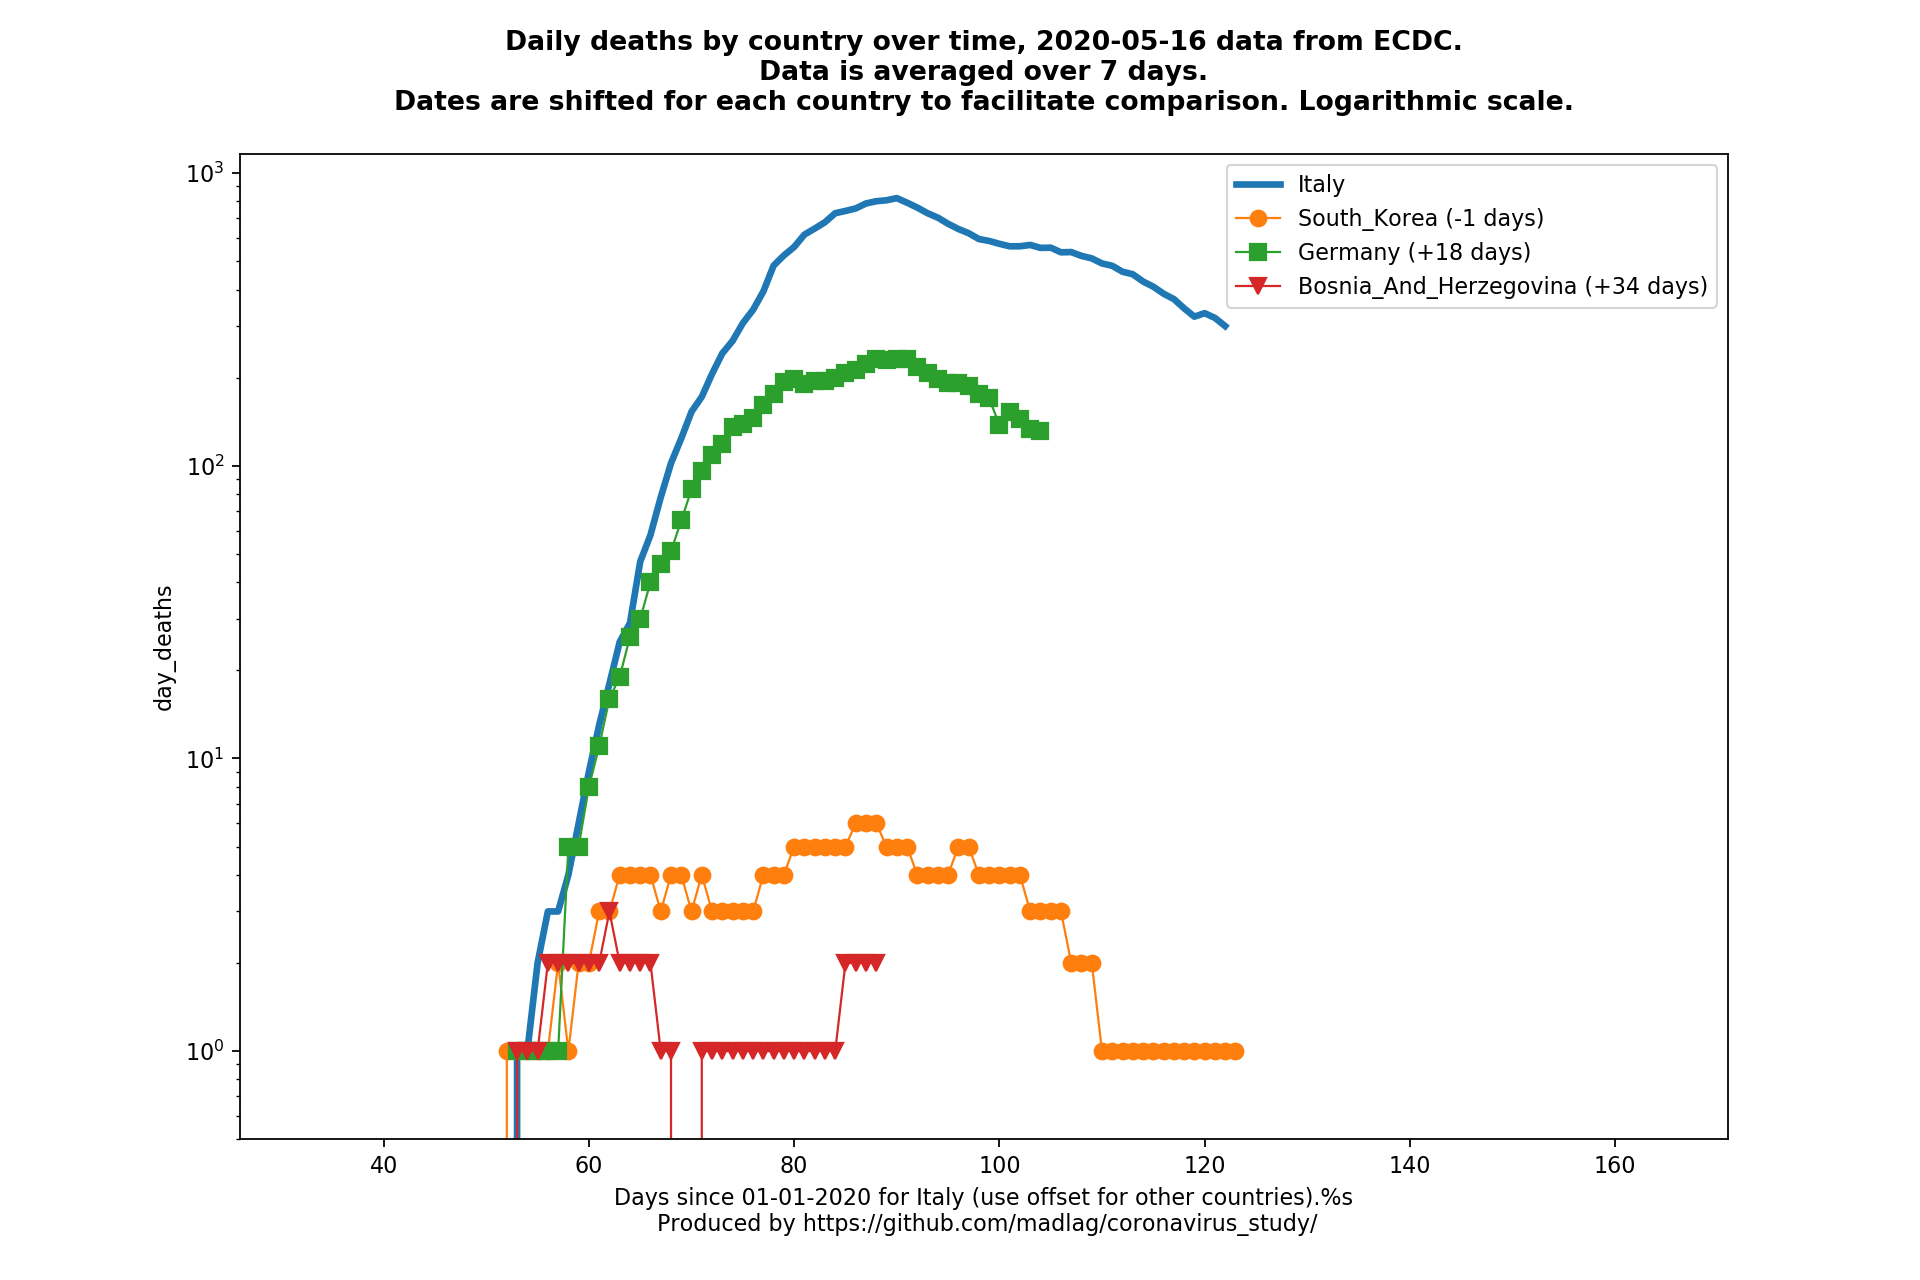 Daily deaths by country over time, 2020-05-16 data from ECDC.
Data is averaged over 7 days.
Dates are shifted for each country to facilitate comparison. Logarithmic scale.
Italy
South_Korea (-1 days)
Germany (+18 days)
Bosnia_And_Herzegovina (+34 days)
10³
10²
10¹
10⁰
day_deaths
40 60 80 100 120 140 160
Days since 01-01-2020 for Italy (use offset for other countries).%s
Produced by https://github.com/madlag/coronavirus_study/